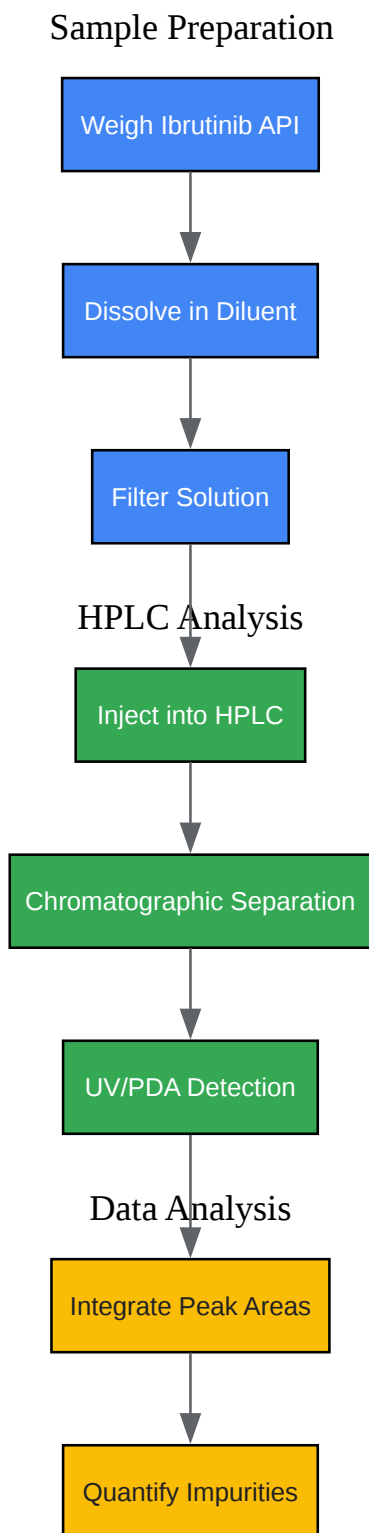 Sample Preparation
Weigh Ibrutinib API
Dissolve in Diluent
Filter Solution
HPLC Analysis
Inject into HPLC
Chromatographic Separation
UV/PDA Detection
Data Analysis
Integrate Peak Areas
Quantify Impurities